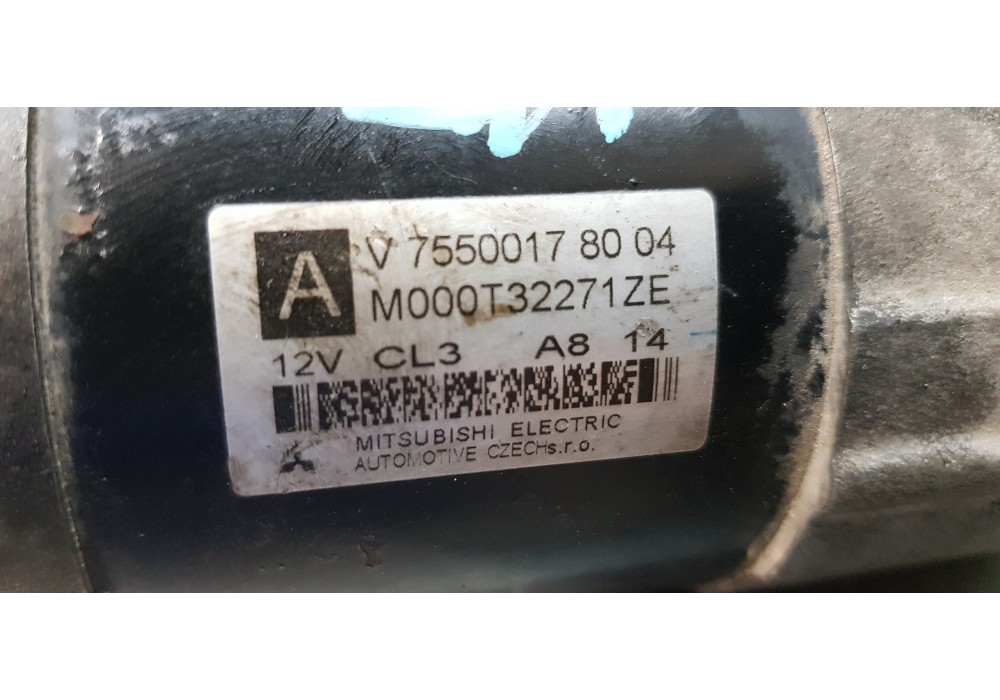 A
V 7550017 80 04
M000T32271ZE
12V CL3 A8 14
MITSUBISHI ELECTRIC
AUTOMOTIVE CZECHs.r.o.